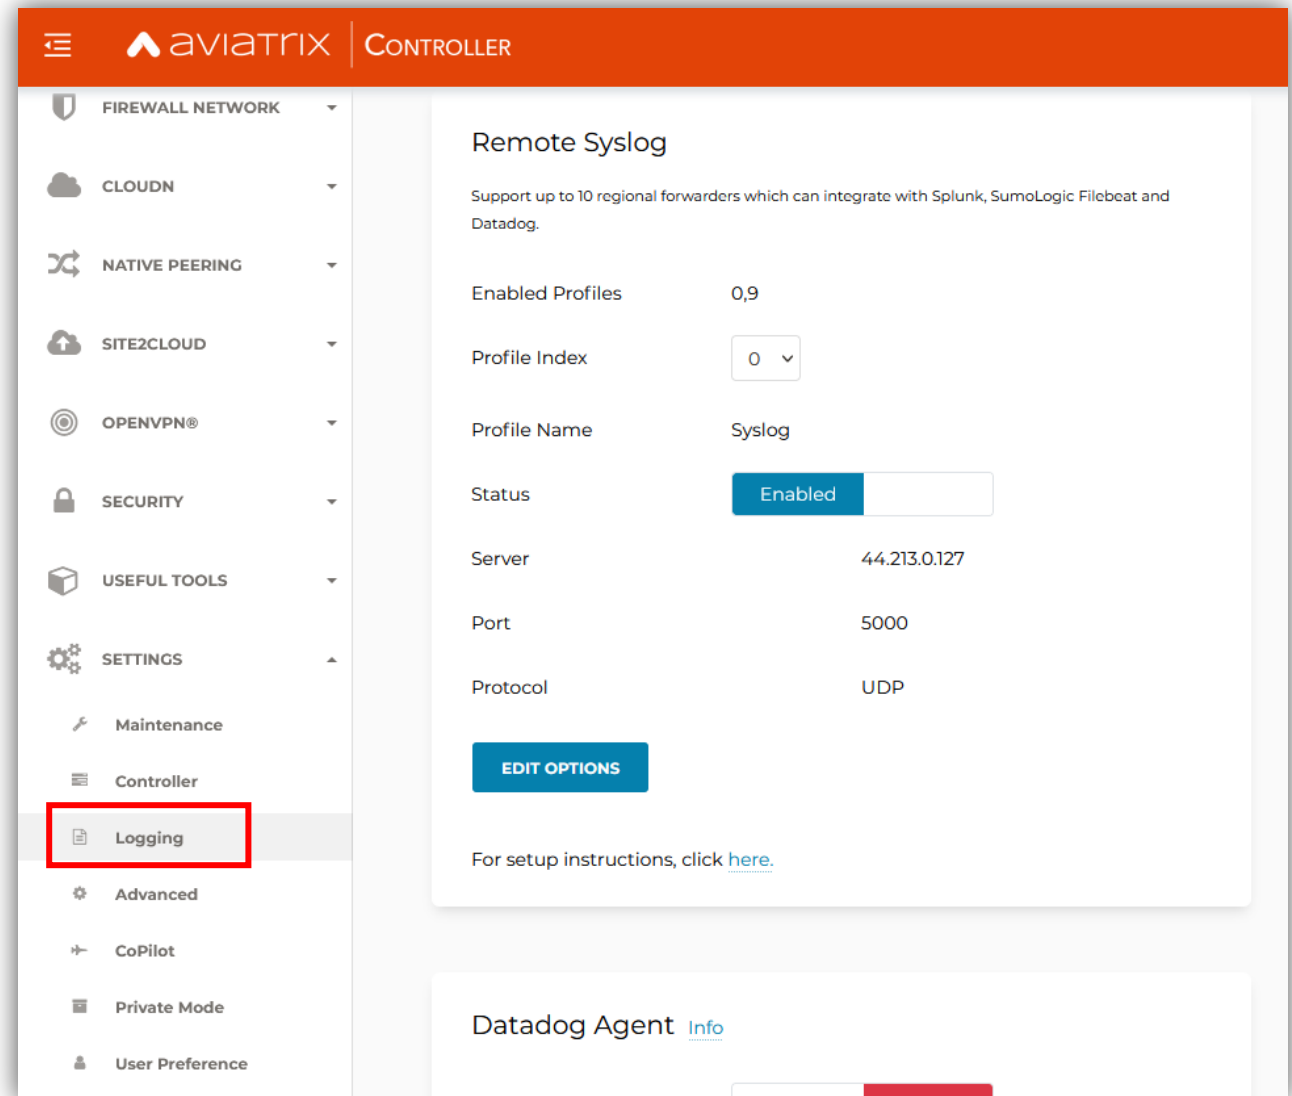 aviatrix CONTROLLER
FIREWALL NETWORK
CLOUDN
NATIVE PEERING
SITE2CLOUD
OPENVPN®
SECURITY
USEFUL TOOLS
SETTINGS
Maintenance
Controller
Logging
Advanced
CoPilot
Private Mode
User Preference
Remote Syslog
Support up to 10 regional forwarders which can integrate with Splunk, SumoLogic Filebeat and
Datadog.
Enabled Profiles 0,9
Profile Index 0
Profile Name Syslog
Status Enabled
Server 44.213.0.127
Port 5000
Protocol UDP
EDIT OPTIONS
For setup instructions, click here.
Datadog Agent Info